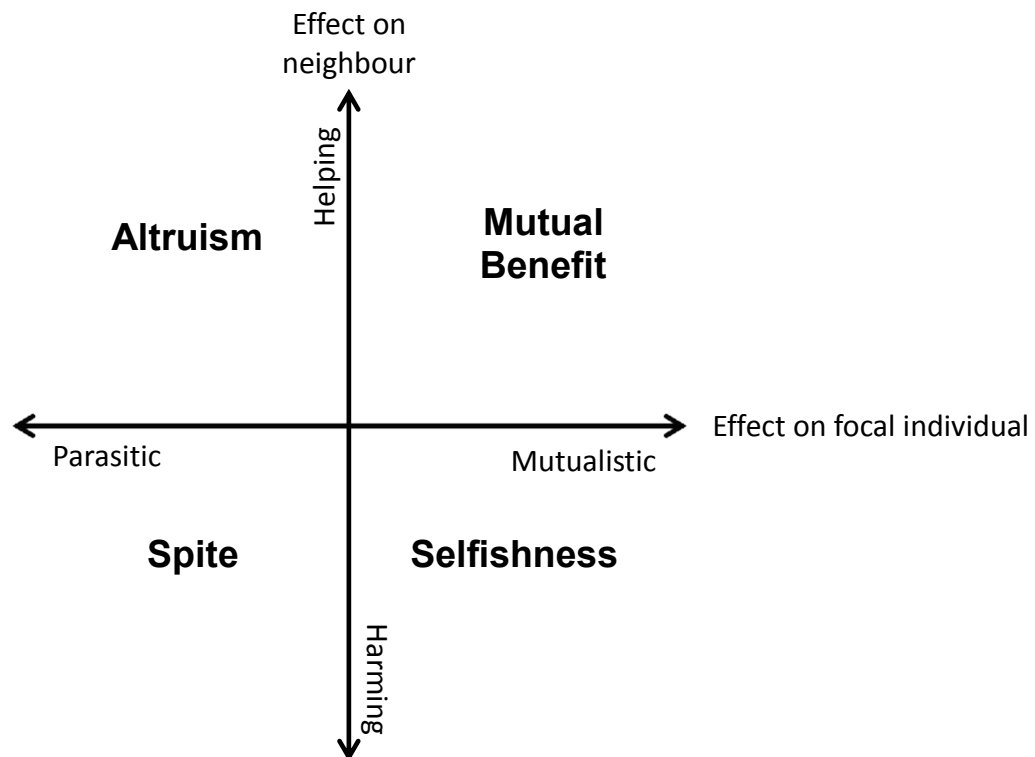 Effect on
neighbour
Helping
Altruism
Mutual
Benefit
Effect on focal individual
Parasitic
Mutualistic
Spite
Selfishness
Harming